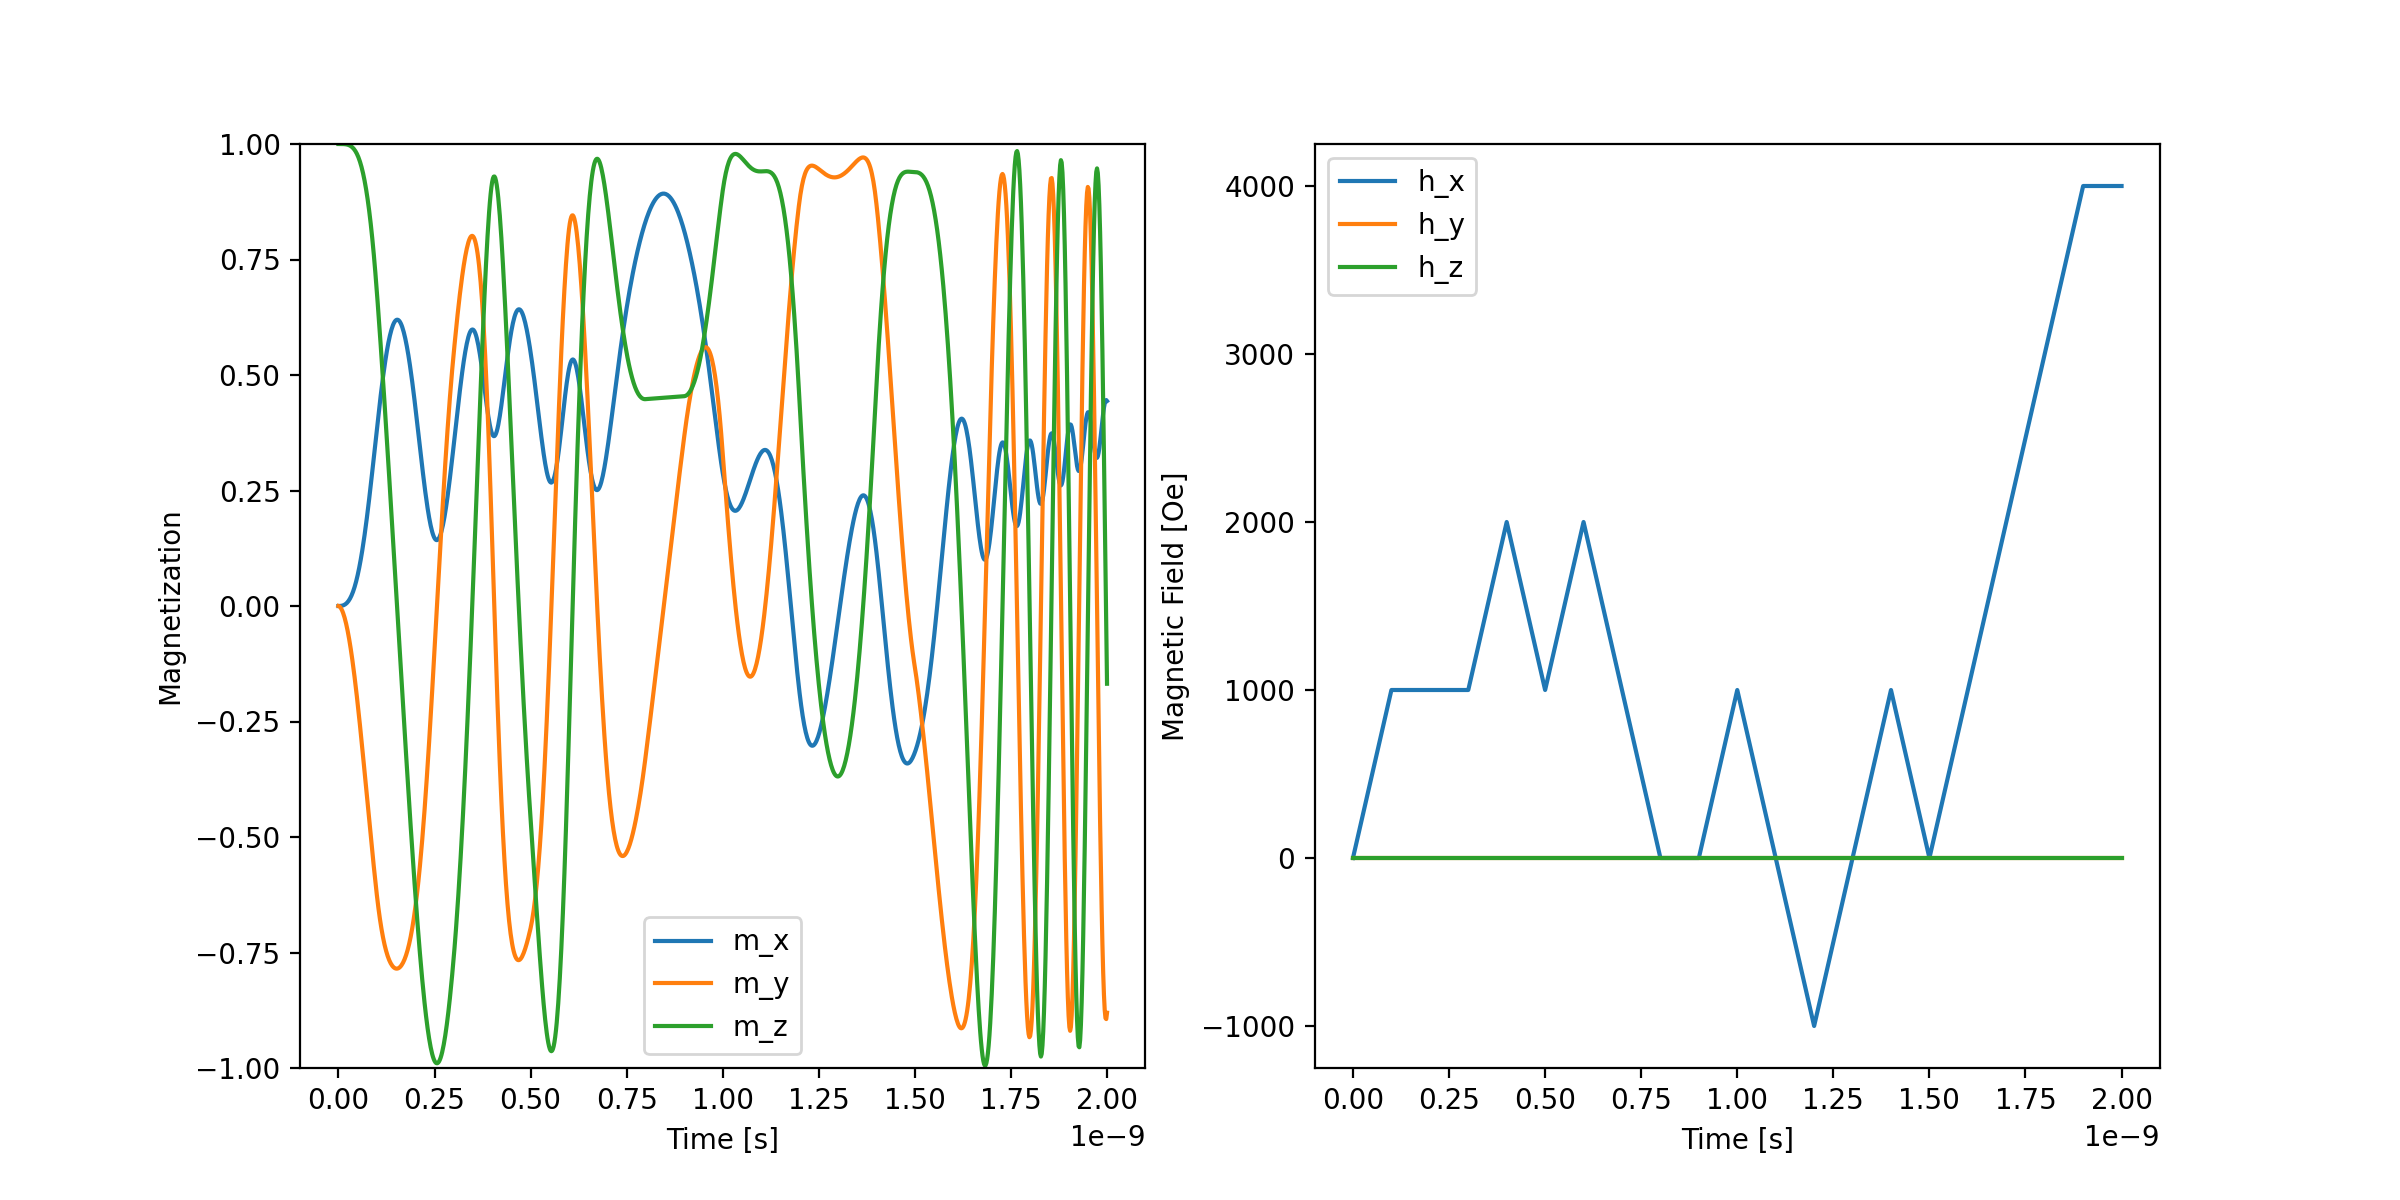 1.00
0.75
0.50
0.25
0.00
−0.25
−0.50
−0.75
−1.00
Magnetization
m_x
m_y
m_z
0.00 0.25 0.50 0.75 1.00 1.25 1.50 1.75 2.00
Time [s]
1e−9
4000
3000
2000
1000
0
−1000
Magnetic Field [Oe]
h_x
h_y
h_z
0.00 0.25 0.50 0.75 1.00 1.25 1.50 1.75 2.00
Time [s]
1e−9